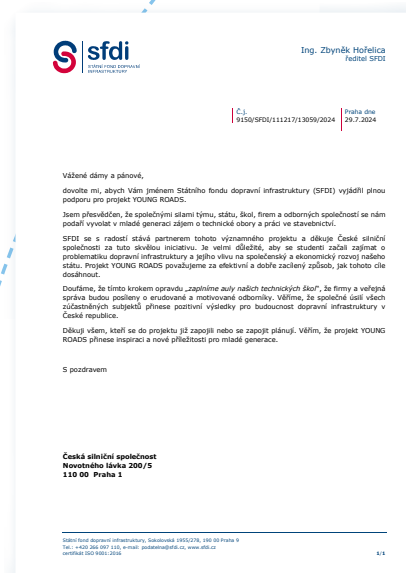 sfdi
STÁTNÍ FOND DOPRAVNÍ
INFRASTRUKTURY
Ing. Zbyněk Hořelica
ředitel SFDI
Č.j.
9150/SFDI/111217/13059/2024
Praha dne
29.7.2024
Vážené dámy a pánové,
dovolte mi, abych Vám jménem Státního fondu dopravní infrastruktury (SFDI) vyjádřil plnou
podporu pro projekt YOUNG ROADS.
Jsem přesvědčen, že společnými silami týmu, státu, škol, firem a odborných společností se nám
podaří vyvolat v mladé generaci zájem o technické obory a práci ve stavebnictví.
SFDI se s radostí stává partnerem tohoto významného projektu a děkuje České silniční
společnosti za tuto skvělou iniciativu. Je velmi důležité, aby se studenti začali zajímat o
problematiku dopravní infrastruktury a jejího vlivu na společenský a ekonomický rozvoj našeho
státu. Projekt YOUNG ROADS považujeme za efektivní a dobře zacílený způsob, jak tohoto cíle
dosáhnout.
Doufáme, že tímto krokem opravdu „zaplníme auly našich technických škol“, že firmy a veřejná
správa budou posíleny o erudované a motivované odborníky. Věříme, že společné úsilí všech
zúčastněných subjektů přinese pozitivní výsledky pro budoucnost dopravní infrastruktury v
České republice.
Děkuji všem, kteří se do projektu již zapojili nebo se zapojit plánují. Věřím, že projekt YOUNG
ROADS přinese inspiraci a nové příležitosti pro mladé generace.
S pozdravem
Česká silniční společnost
Novotného lávka 200/5
110 00  Praha 1
Státní fond dopravní infrastruktury, Sokolovská 1955/278, 190 00 Praha 9
Tel.: +420 266 097 110, e-mail: podatelna@sfdi.cz, www.sfdi.cz
certifikát ISO 9001:2016
1/1